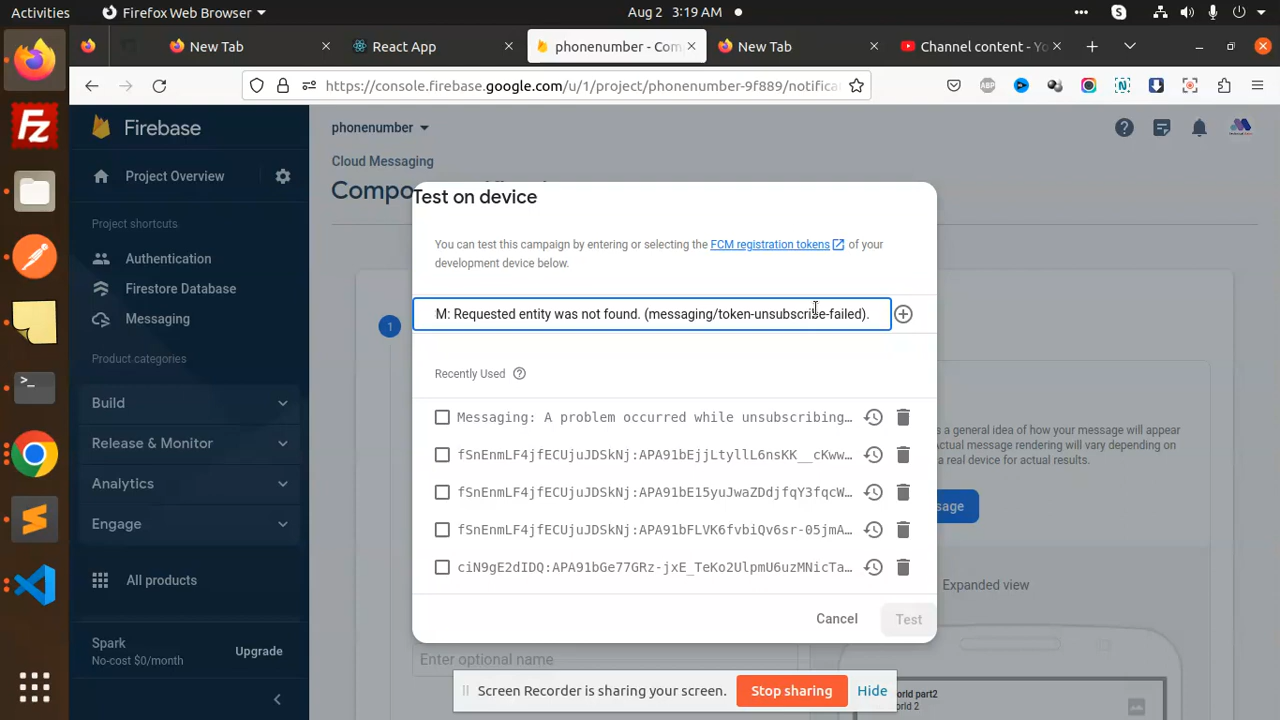 Activities
Firefox Web Browser
Aug 2 3:19 AM
New Tab
React App
phonenumber - Com
New Tab
Channel content - Yo
https://console.firebase.google.com/u/1/project/phonenumber-9f889/notifica
ABP
Firebase
phonenumber
Project Overview
Cloud Messaging
Project shortcuts
Authentication
Firestore Database
Messaging
Product categories
Build
Release & Monitor
Analytics
Engage
All products
Spark
No-cost $0/month
Upgrade
Test on device
You can test this campaign by entering or selecting the FCM registration tokens of your
development device below.
1
M: Requested entity was not found. (messaging/token-unsubscribe-failed).
Recently Used
Messaging: A problem occurred while unsubscribing…
fSnEnmLF4jfECUjuJDSkNj:APA91bEjjLtyllL6nsKK__cKww…
fSnEnmLF4jfECUjuJDSkNj:APA91bE15yuJwaZDdjfqY3fqcW…
fSnEnmLF4jfECUjuJDSkNj:APA91bFLVK6fvbiQv6sr-05jmA…
ciN9gE2dIDQ:APA91bGe77GRz-jxE_TeKo2UlpmU6uzMNicTa…
Cancel
Test
s a general idea of how your message will appear
Actual message rendering will vary depending on
a real device for actual results.
sage
Expanded view
Enter optional name
orld part2
orld 2
Screen Recorder is sharing your screen.
Stop sharing
Hide